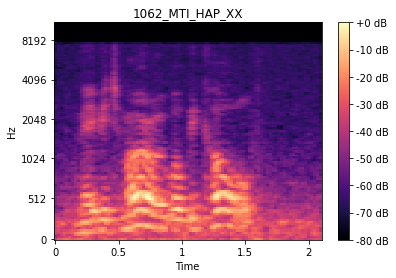 1062_MTI_HAP_XX
+0 dB
8192
-10 dB
4096
-20 dB
-30 dB
2048
-40 dB
Hz
1024
-50 dB
512
-60 dB
-70 dB
0
-80 dB
0
0.5
1
1.5
2
Time